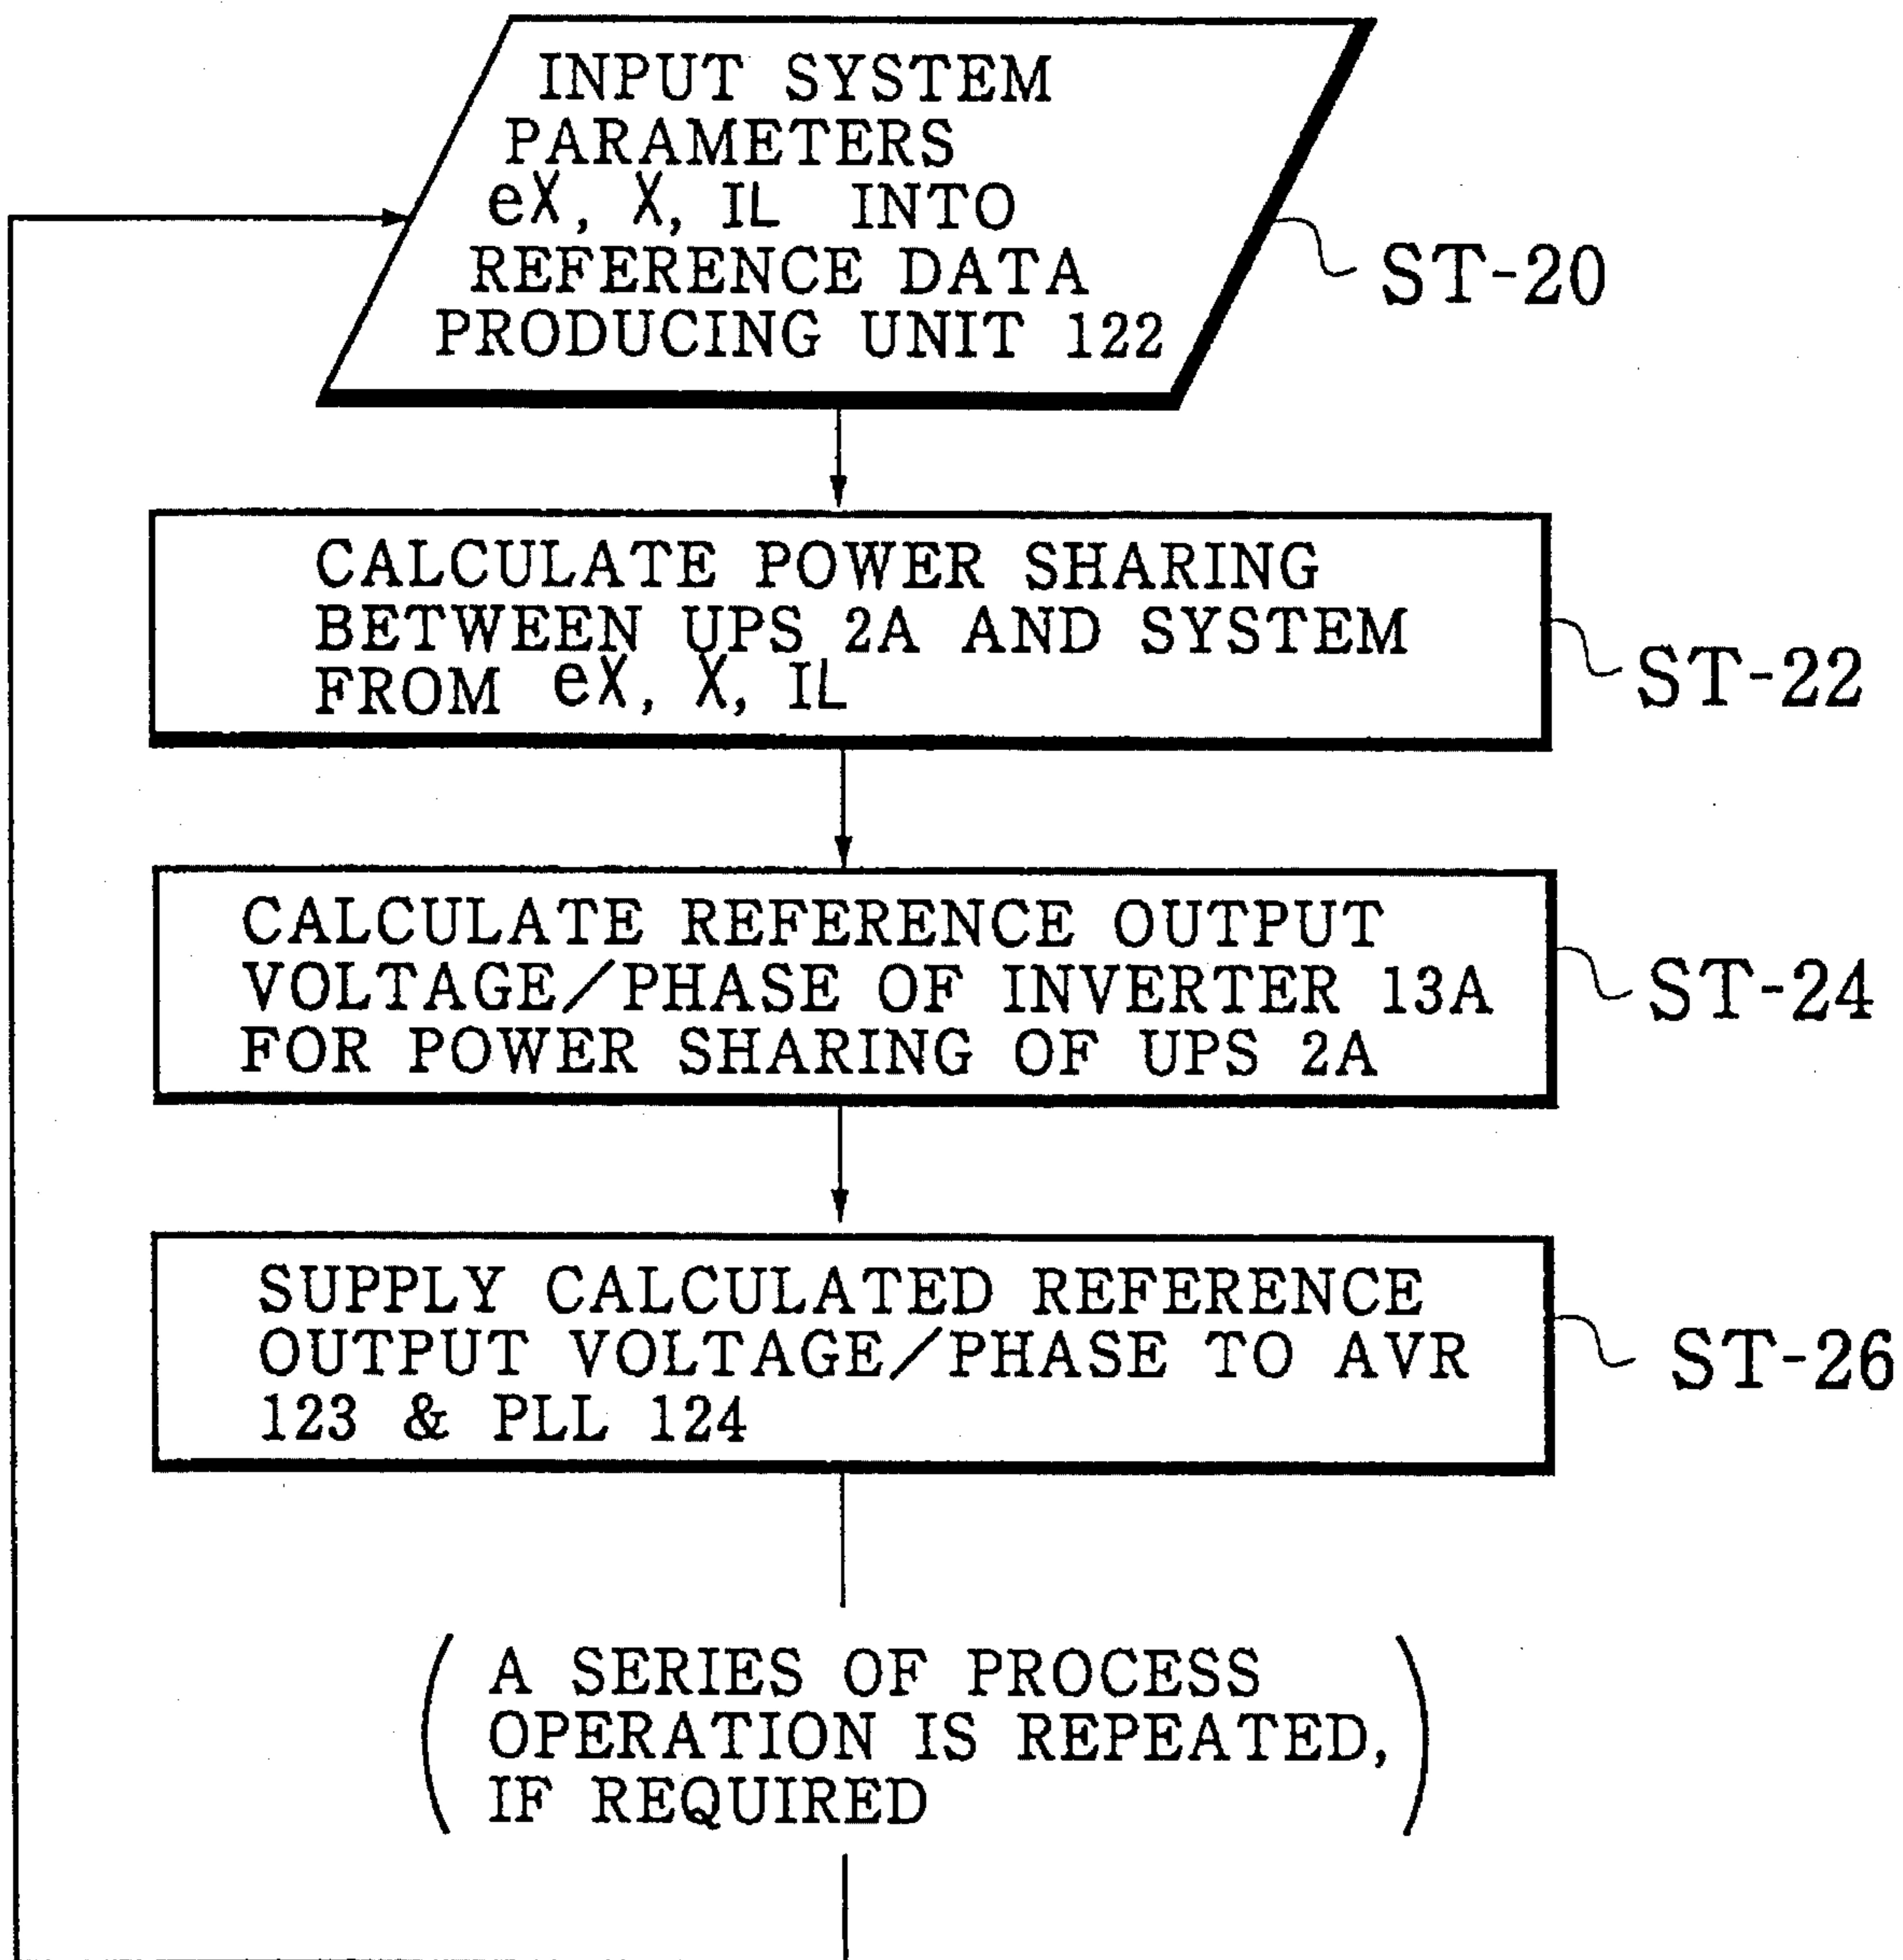 INPUT SYSTEM
PARAMETERS
eX, X, IL INTO
REFERENCE DATA
PRODUCING UNIT 122
ST-20
CALCULATE POWER SHARING
BETWEEN UPS 2A AND SYSTEM
FROM eX, X, IL
ST-22
CALCULATE REFERENCE OUTPUT
VOLTAGE/PHASE OF INVERTER 13A
FOR POWER SHARING OF UPS 2A
ST-24
SUPPLY CALCULATED REFERENCE
OUTPUT VOLTAGE/PHASE TO AVR
123 & PLL 124
ST-26
( A SERIES OF PROCESS
OPERATION IS REPEATED,
IF REQUIRED )